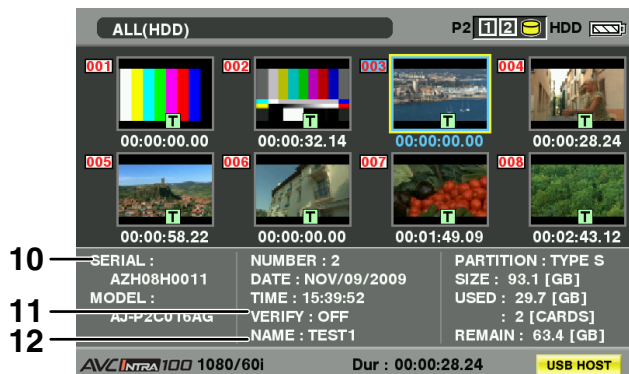 ALL(HDD) P2 1 2 HDD
001 002 003 004
T T T T
00:00:00.00 00:00:32.14 00:00:00.00 00:00:28.24
005 006 007 008
T T T T
00:00:58.22 00:00:00.00 00:01:49.09 00:02:43.12
10 SERIAL : NUMBER : 2 PARTITION : TYPE S
AZH08H0011 DATE : NOV/09/2009 SIZE : 93.1 [GB]
MODEL : TIME : 15:39:52 USED : 29.7 [GB]
11 AJ-P2C016AG VERIFY : OFF : 2 [CARDS]
12 NAME : TEST1 REMAIN : 63.4 [GB]
AVC INTRA 100 1080/60i Dur : 00:00:28.24 USB HOST